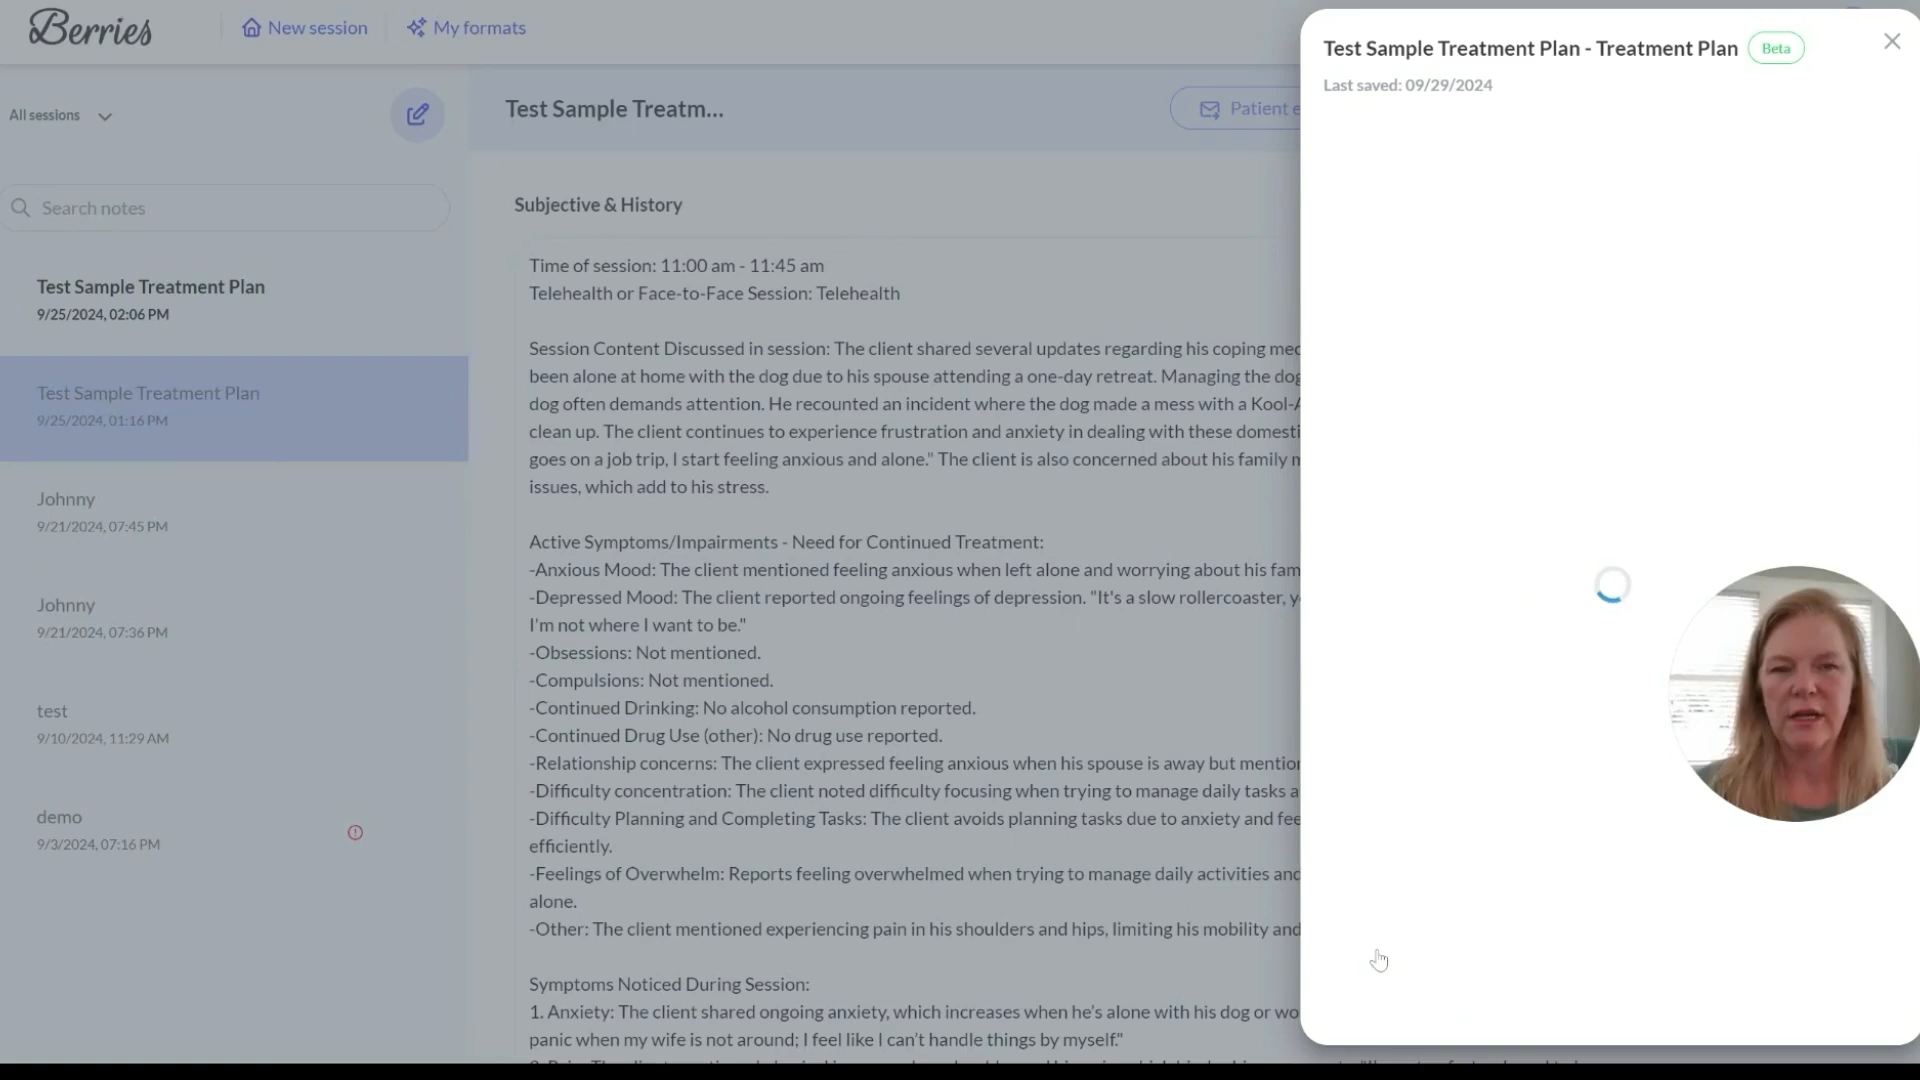 Berries
New session
My formats
All sessions
Search notes
Test Sample Treatment Plan
9/25/2024, 02:06 PM
Test Sample Treatment Plan
9/25/2024, 01:16 PM
Johnny
9/21/2024, 07:45 PM
Johnny
9/21/2024, 07:36 PM
test
9/10/2024, 11:29 AM
demo
9/3/2024, 07:16 PM
Test Sample Treatm...
Patient e
Subjective & History
Time of session: 11:00 am - 11:45 am
Telehealth or Face-to-Face Session: Telehealth
Session Content Discussed in session: The client shared several updates regarding his coping mec
been alone at home with the dog due to his spouse attending a one-day retreat. Managing the dog
dog often demands attention. He recounted an incident where the dog made a mess with a Kool-A
clean up. The client continues to experience frustration and anxiety in dealing with these domesti
goes on a job trip, I start feeling anxious and alone." The client is also concerned about his family m
issues, which add to his stress.
Active Symptoms/Impairments - Need for Continued Treatment:
-Anxious Mood: The client mentioned feeling anxious when left alone and worrying about his fam
-Depressed Mood: The client reported ongoing feelings of depression. "It's a slow rollercoaster, y
I'm not where I want to be."
-Obsessions: Not mentioned.
-Compulsions: Not mentioned.
-Continued Drinking: No alcohol consumption reported.
-Continued Drug Use (other): No drug use reported.
-Relationship concerns: The client expressed feeling anxious when his spouse is away but mention
-Difficulty concentration: The client noted difficulty focusing when trying to manage daily tasks a
-Difficulty Planning and Completing Tasks: The client avoids planning tasks due to anxiety and fee
efficiently.
-Feelings of Overwhelm: Reports feeling overwhelmed when trying to manage daily activities and
alone.
-Other: The client mentioned experiencing pain in his shoulders and hips, limiting his mobility and
Symptoms Noticed During Session:
1. Anxiety: The client shared ongoing anxiety, which increases when he's alone with his dog or wo
panic when my wife is not around; I feel like I can't handle things by myself."
Test Sample Treatment Plan - Treatment Plan
Beta
Last saved: 09/29/2024